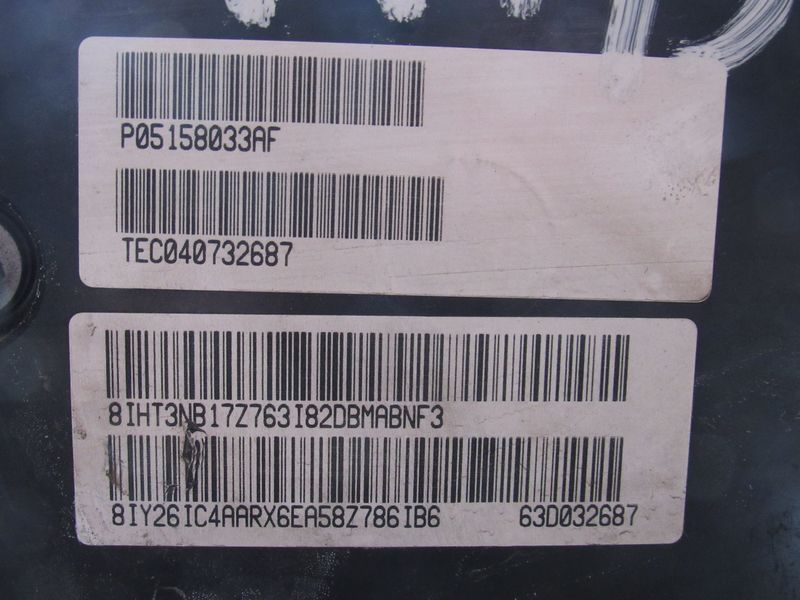 P05158033AF
TEC040732687
8IHT3NB17Z763I82DBMABNF3
8IY26IC4AARX6EA58Z786IB6 63D032687